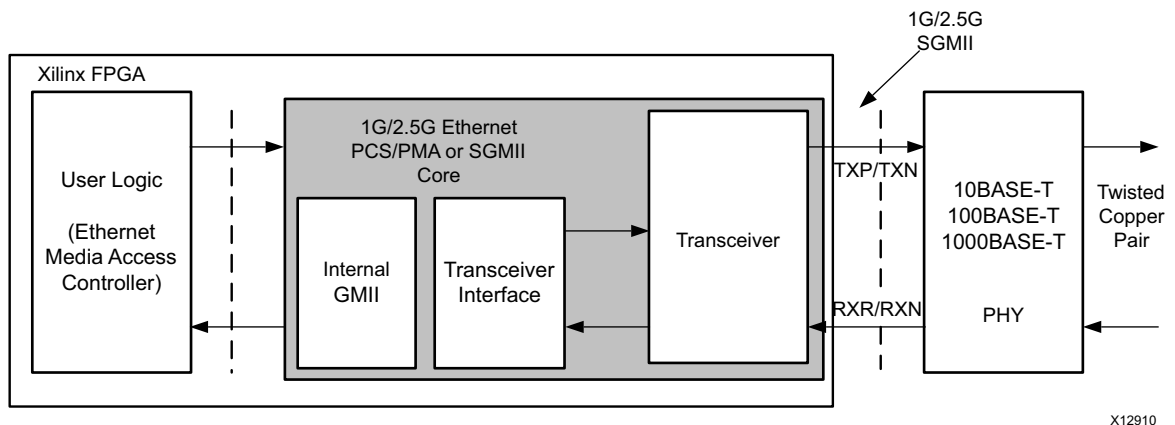 1G/2.5G
SGMII
Xilinx FPGA
User Logic
(Ethernet
Media Access
Controller)
1G/2.5G Ethernet
PCS/PMA or SGMII
Core
Internal
GMII
Transceiver
Interface
Transceiver
TXP/TXN
RXR/RXN
10BASE-T
100BASE-T
1000BASE-T
PHY
Twisted
Copper
Pair
X12910